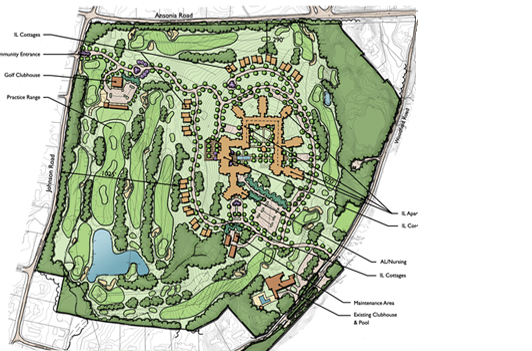 Ansonia Road
IL Cottages
mmunity Entrance
Golf Clubhouse
Practice Range
Johnson Road
Woodland Road
IL Apar
IL Cot
AL/Nursing
IL Cottages
Maintenance Area
Existing Clubhouse
& Pool